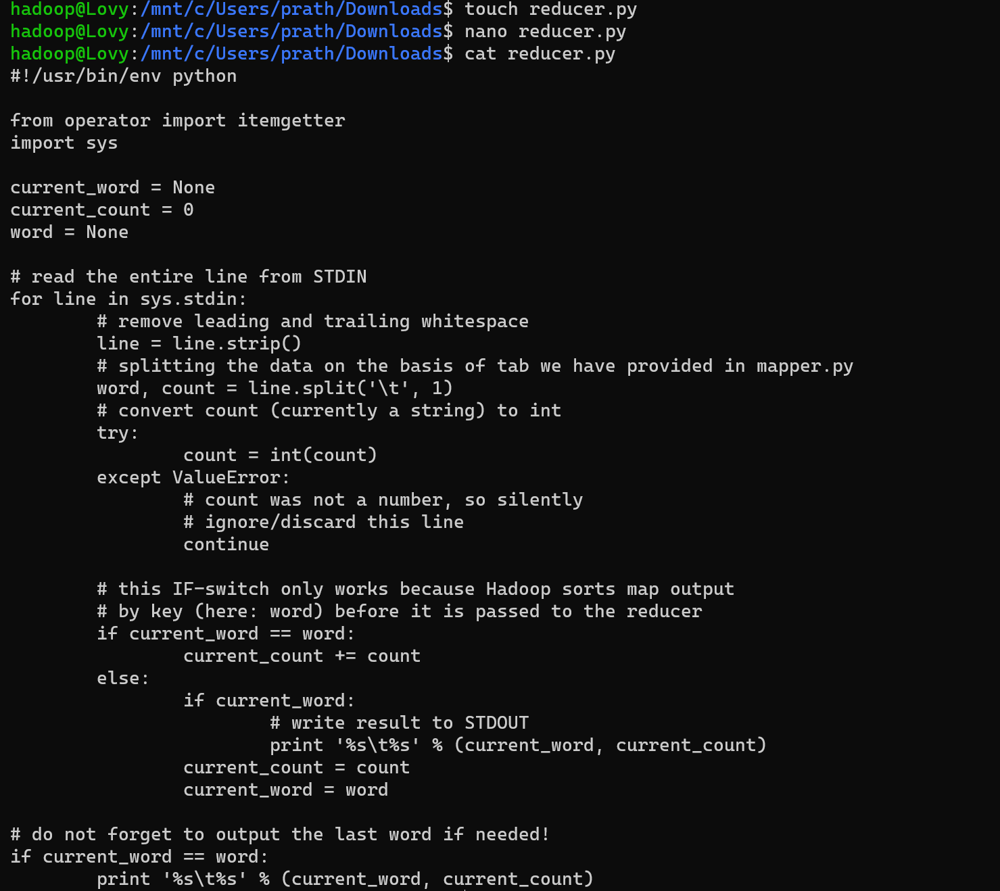 hadoop@Lovy:/mnt/c/Users/prath/Downloads$ touch reducer.py
hadoop@Lovy:/mnt/c/Users/prath/Downloads$ nano reducer.py
hadoop@Lovy:/mnt/c/Users/prath/Downloads$ cat reducer.py
#!/usr/bin/env python

from operator import itemgetter
import sys

current_word = None
current_count = 0
word = None

# read the entire line from STDIN
for line in sys.stdin:
        # remove leading and trailing whitespace
        line = line.strip()
        # splitting the data on the basis of tab we have provided in mapper.py
        word, count = line.split('\t', 1)
        # convert count (currently a string) to int
        try:
                count = int(count)
        except ValueError:
                # count was not a number, so silently
                # ignore/discard this line
                continue

        # this IF-switch only works because Hadoop sorts map output
        # by key (here: word) before it is passed to the reducer
        if current_word == word:
                current_count += count
        else:
                if current_word:
                        # write result to STDOUT
                        print '%s\t%s' % (current_word, current_count)
                current_count = count
                current_word = word

# do not forget to output the last word if needed!
if current_word == word:
        print '%s\t%s' % (current_word, current_count)